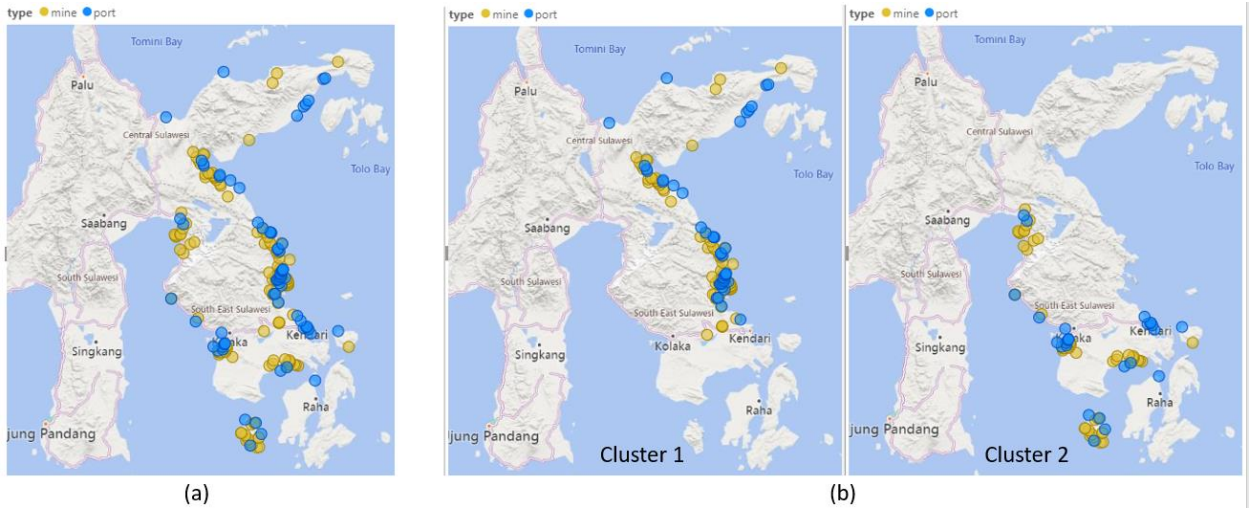 type mine port
Tomini Bay
Palu
Central Sulawesi
Tolo Bay
Saabang
South Sulawesi
South East Sulawesi
Kendari
Singkang
Raha
jung Pandang
(a)
type mine port
Tomini Bay
Palu
Central Sulawesi
Tolo Bay
Saabang
South Sulawesi
South East Sulawesi
Kolaka
Kendari
Singkang
Raha
jung Pandang
Cluster 1
type mine port
Tomini Bay
Palu
Central Sulawesi
Tolo Bay
Saabang
South Sulawesi
South East Sulawesi
Kendari
Singkang
Raha
jung Pandang
Cluster 2
(b)